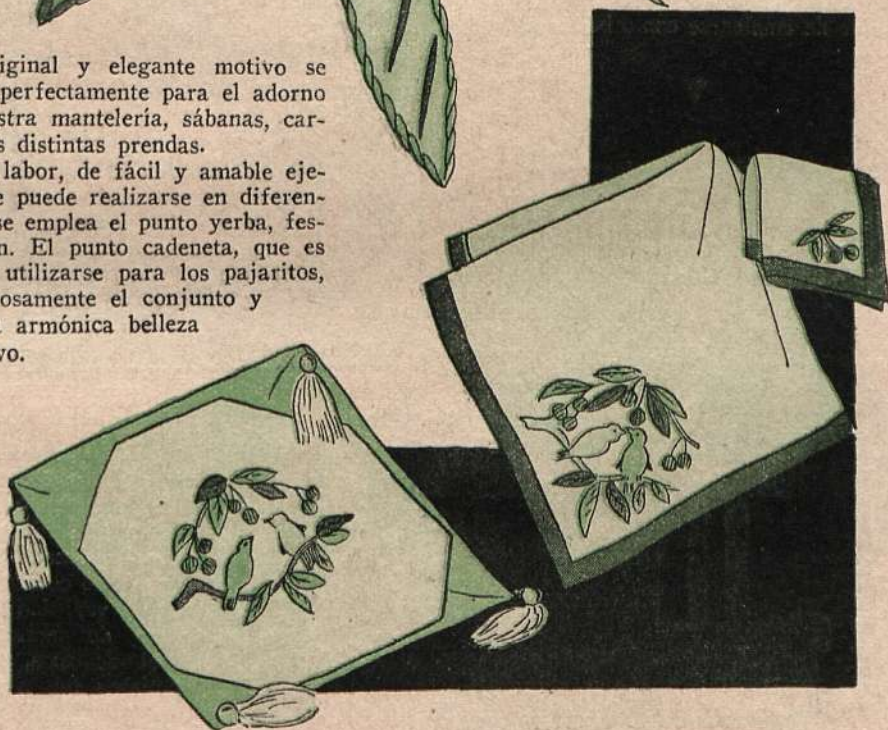 iginal y elegante motivo se
perfectamente para el adorno
stra mantelería, sábanas, car-
s distintas prendas.
labor, de fácil y amable eje-
e puede realizarse en diferen-
se emplea el punto yerba, fes-
n. El punto cadeneta, que es
utilizarse para los pajaritos,
osamente el conjunto y
armónica belleza
vo.